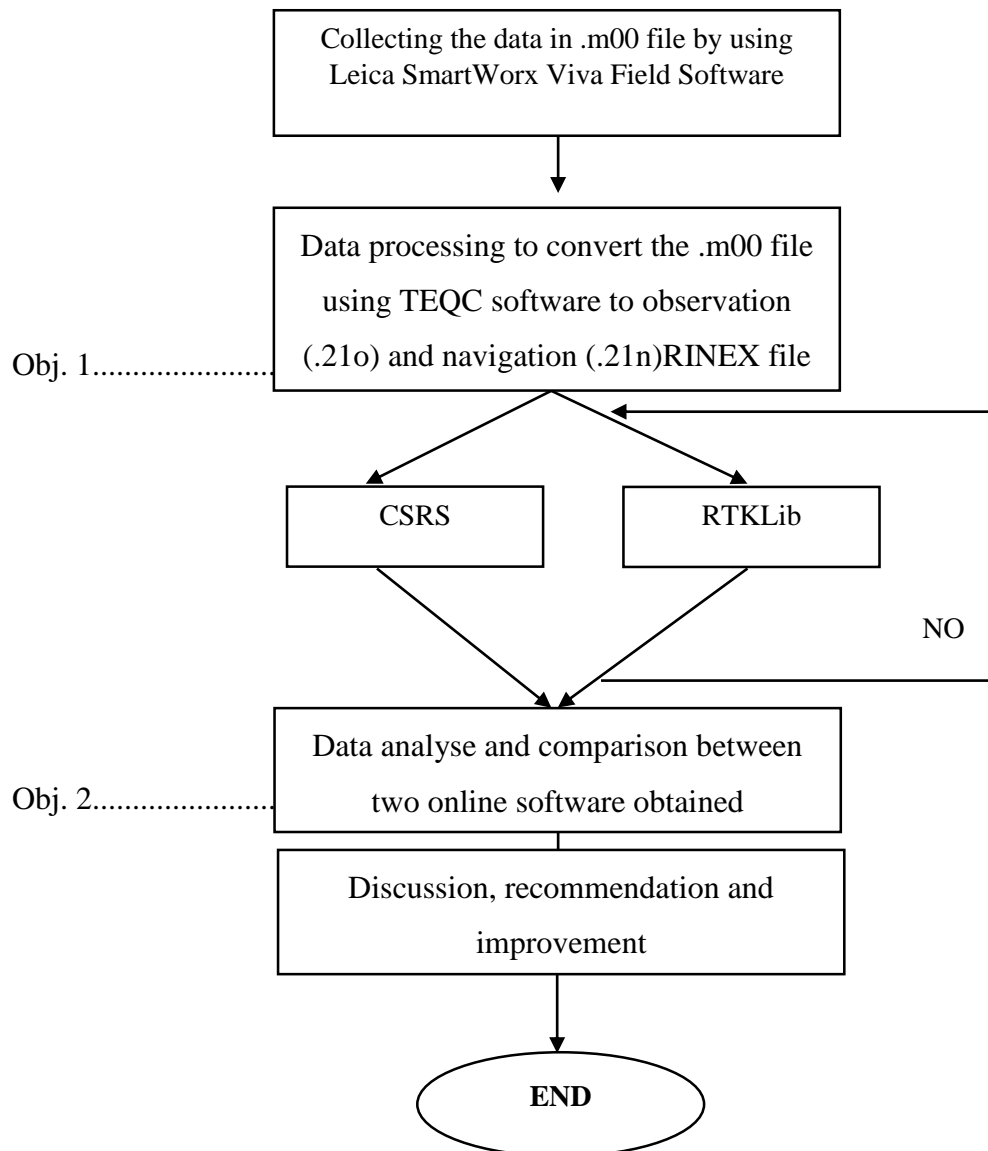 Collecting the data in .m00 file by using
Leica SmartWorx Viva Field Software
Data processing to convert the .m00 file
using TEQC software to observation
(.21o) and navigation (.21n)RINEX file
Obj. 1.......................
CSRS
RTKLib
NO
Data analyse and comparison between
two online software obtained
Obj. 2.......................
Discussion, recommendation and
improvement
END